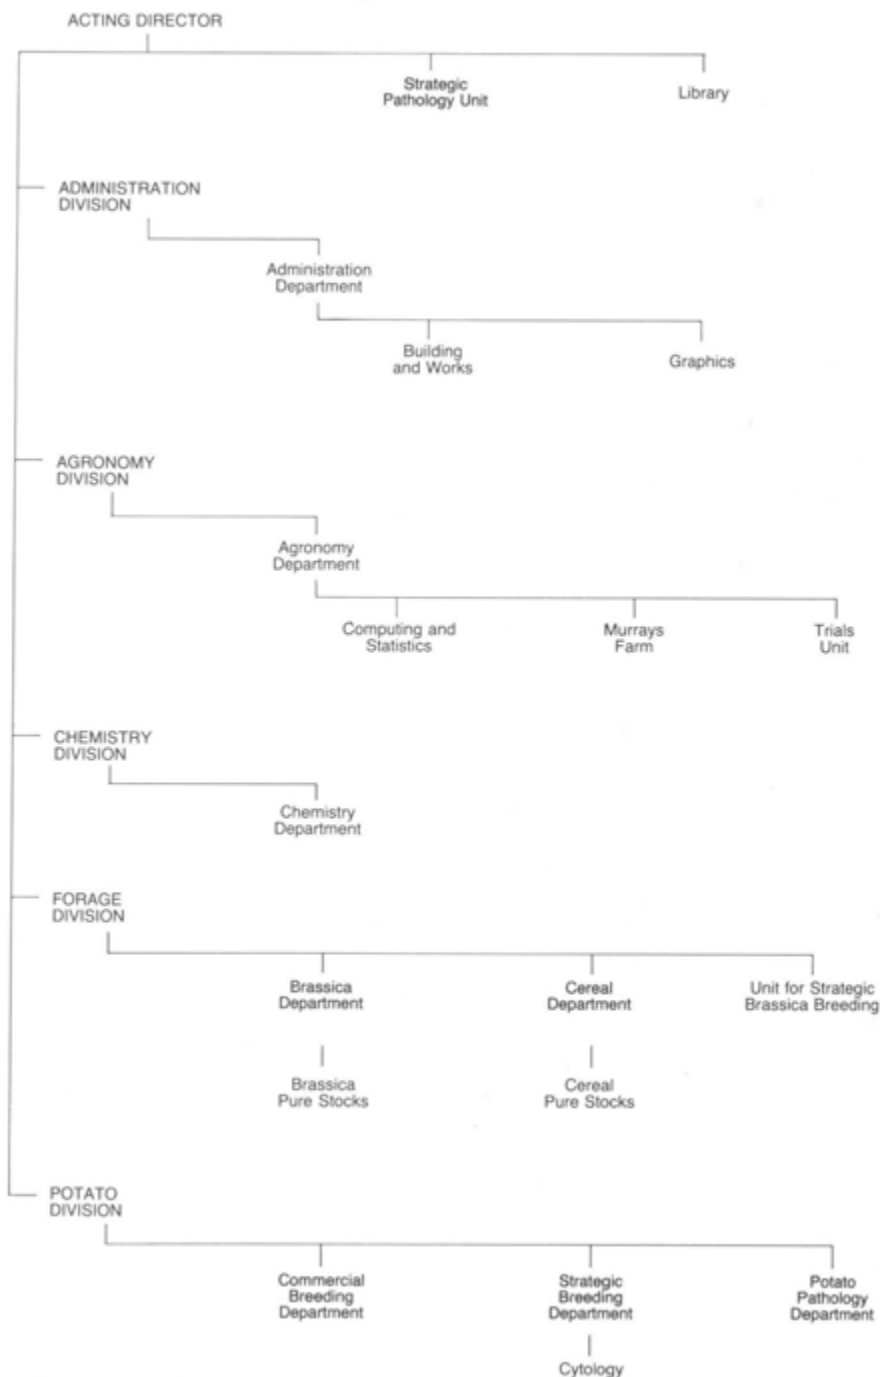 ACTING DIRECTOR
Strategic
Pathology Unit
Library
ADMINISTRATION
DIVISION
Administration
Department
Building
and Works
Graphics
AGRONOMY
DIVISION
Agronomy
Department
Computing and
Statistics
Murrays
Farm
Trials
Unit
CHEMISTRY
DIVISION
Chemistry
Department
FORAGE
DIVISION
Brassica
Department
Cereal
Department
Unit for Strategic
Brassica Breeding
Brassica
Pure Stocks
Cereal
Pure Stocks
POTATO
DIVISION
Commercial
Breeding
Department
Strategic
Breeding
Department
Potato
Pathology
Department
Cytology